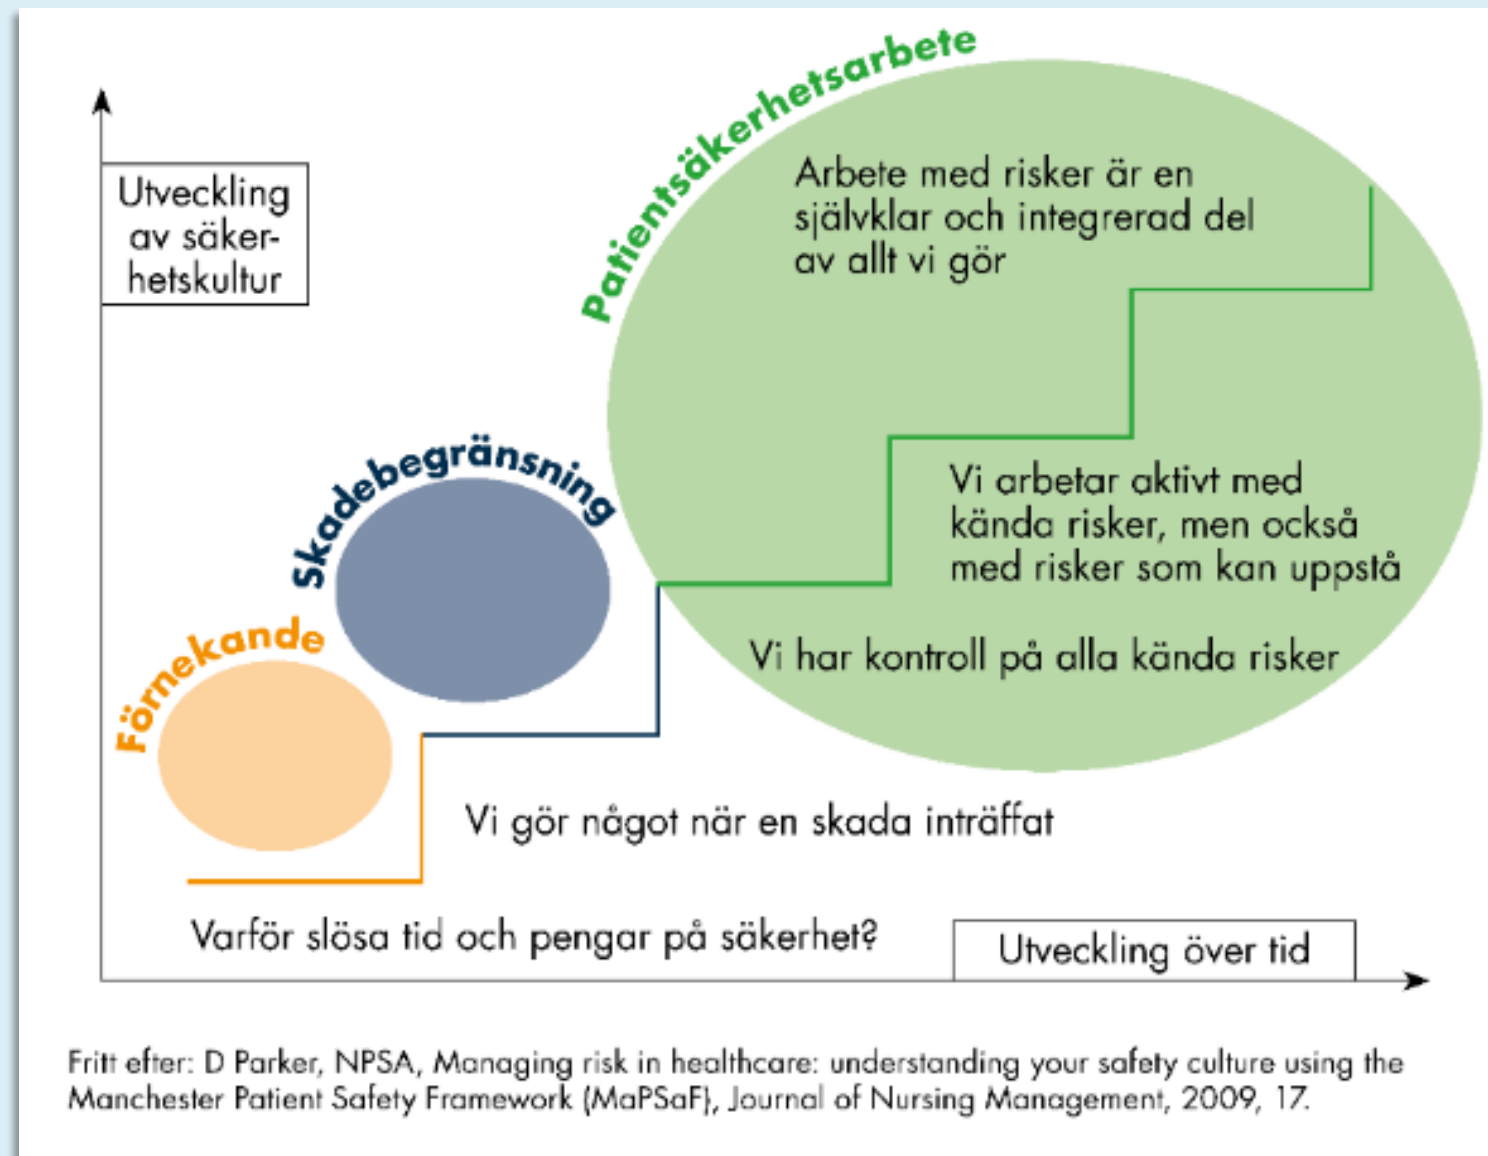 Patientsäkerhetsarbete
Utveckling
av säker-
hetskultur
Arbete med risker är en
självklar och integrerad del
av allt vi gör
Skadebegränsning
Vi arbetar aktivt med
kända risker, men också
med risker som kan uppstå
Förnekande
Vi har kontroll på alla kända risker
Vi gör något när en skada inträffat
Varför slösa tid och pengar på säkerhet?
Utveckling över tid
Fritt efter: D Parker, NPSA, Managing risk in healthcare: understanding your safety culture using the
Manchester Patient Safety Framework (MaPSaF), Journal of Nursing Management, 2009, 17.